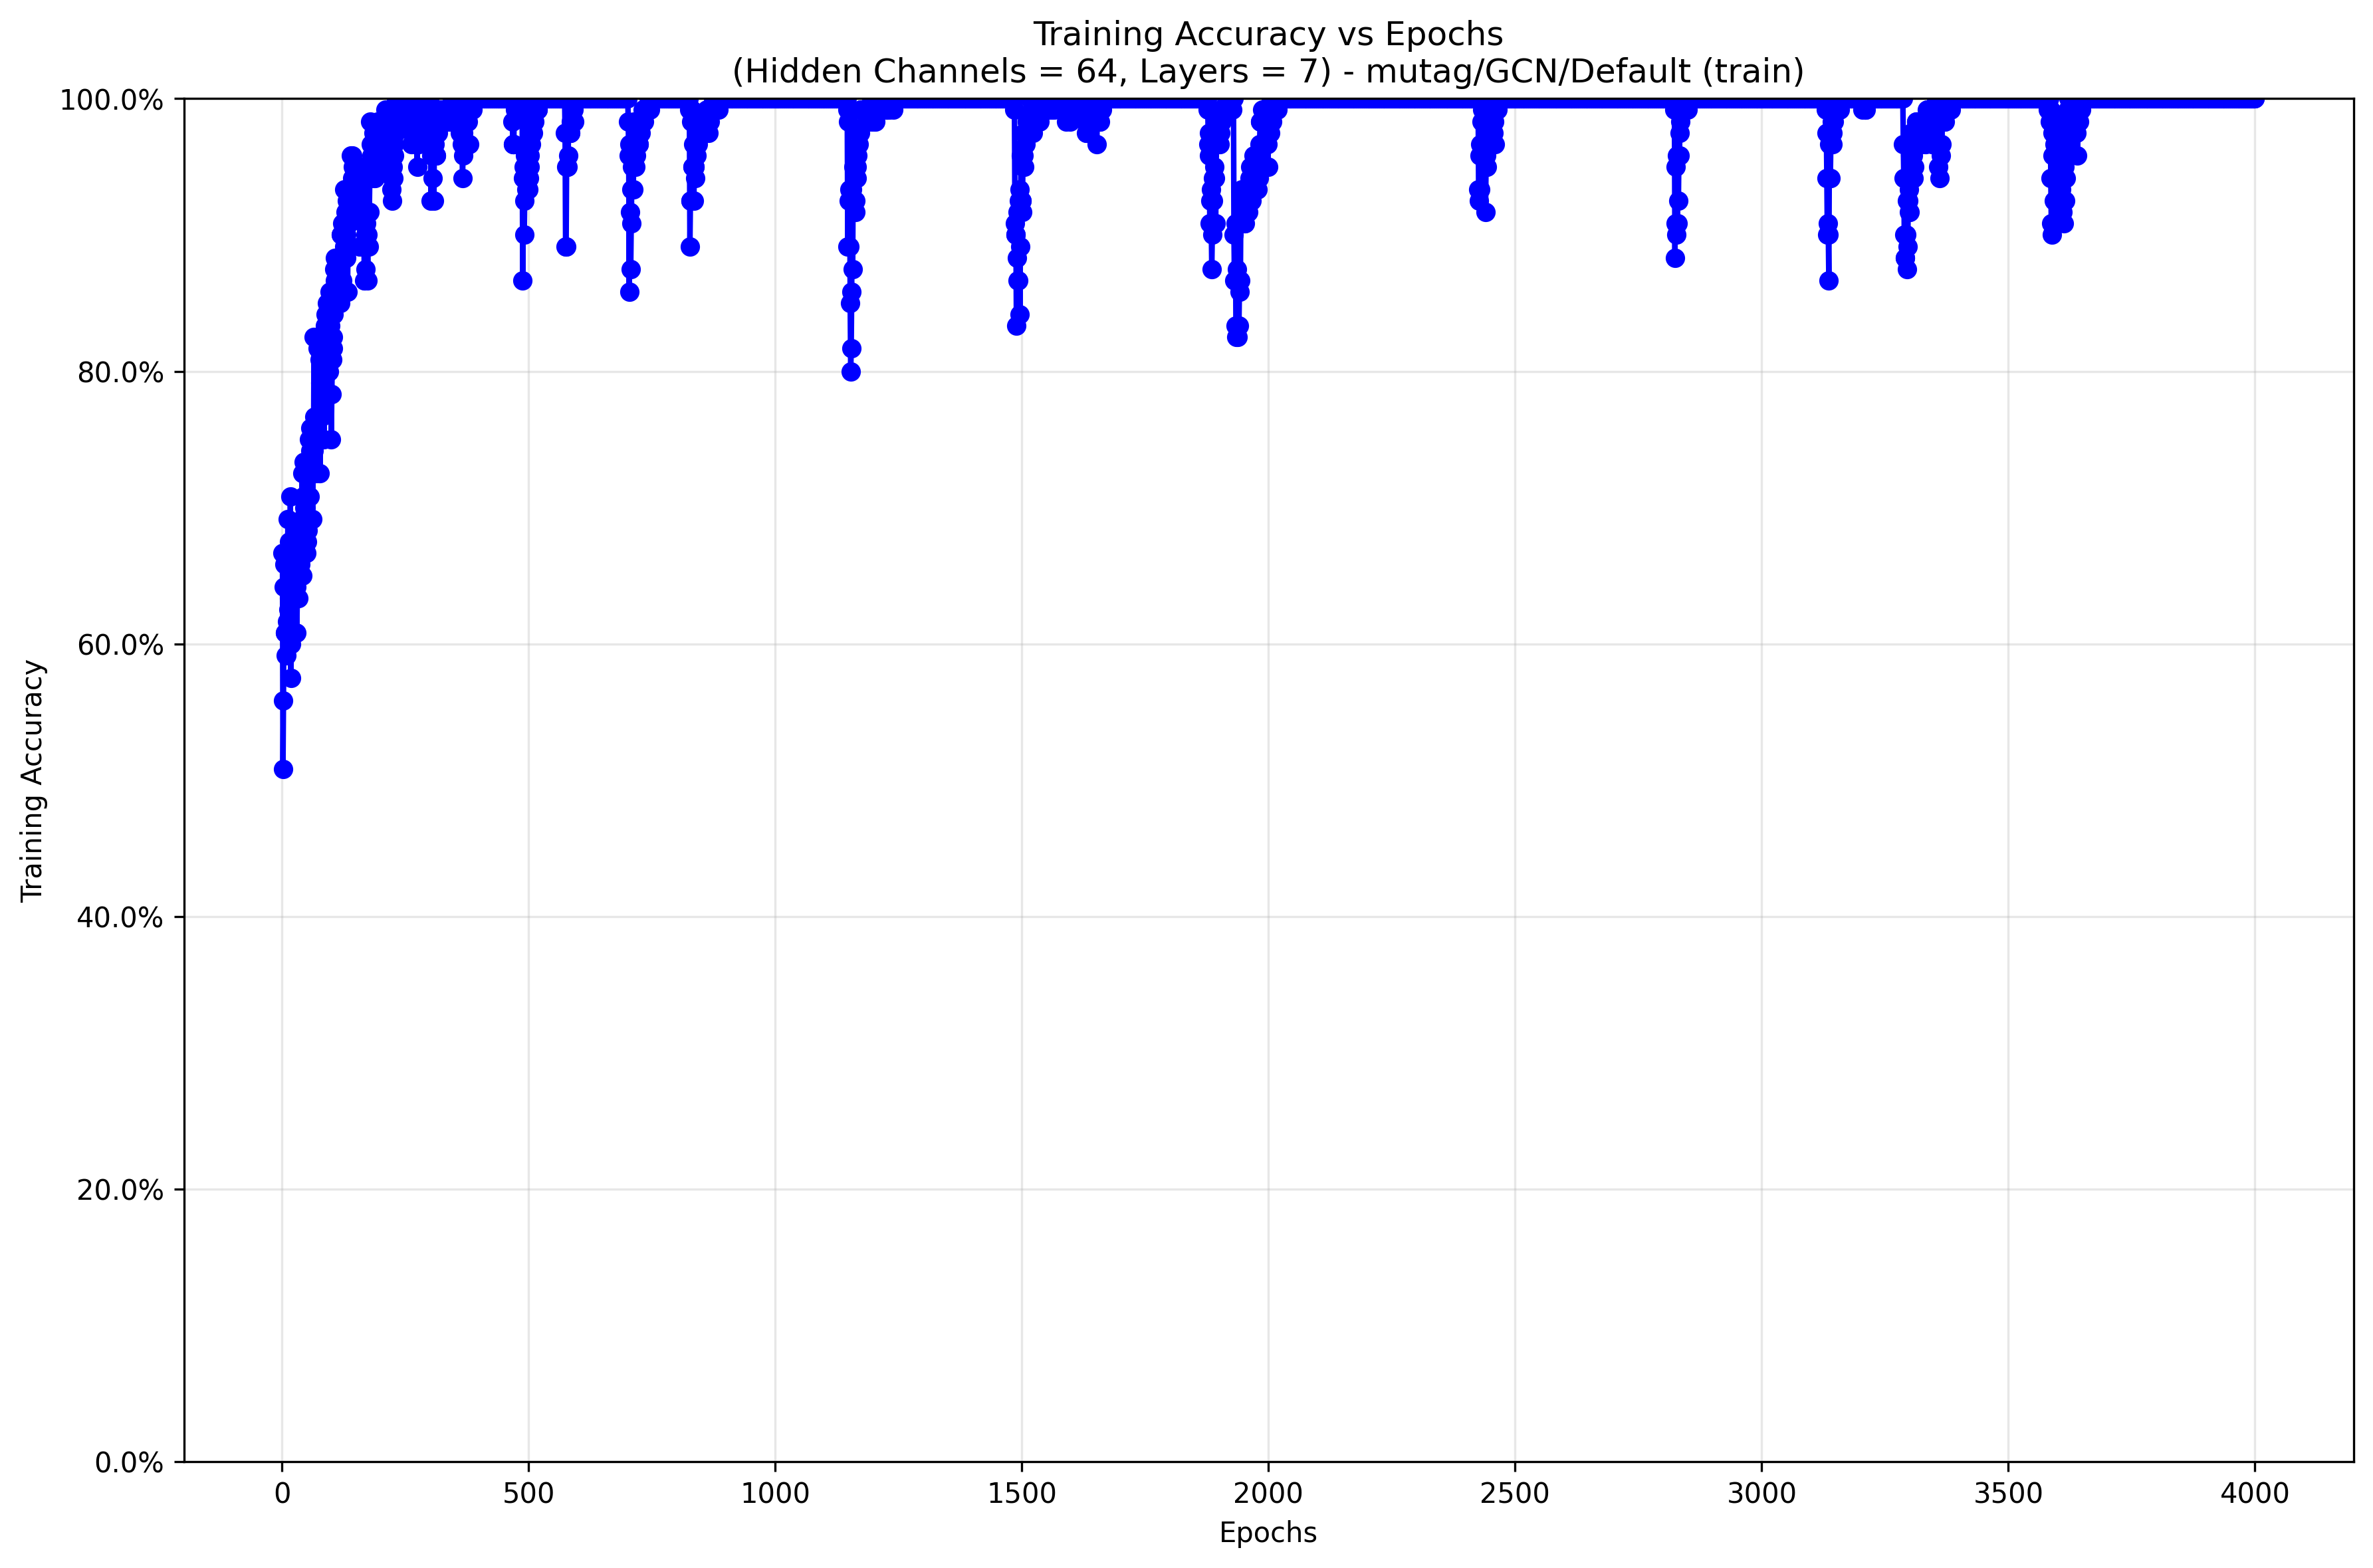 Training Accuracy vs Epochs
(Hidden Channels = 64, Layers = 7) - mutag/GCN/Default (train)
100.0%
80.0%
60.0%
40.0%
20.0%
0.0%
Training Accuracy
0 500 1000 1500 2000 2500 3000 3500 4000
Epochs